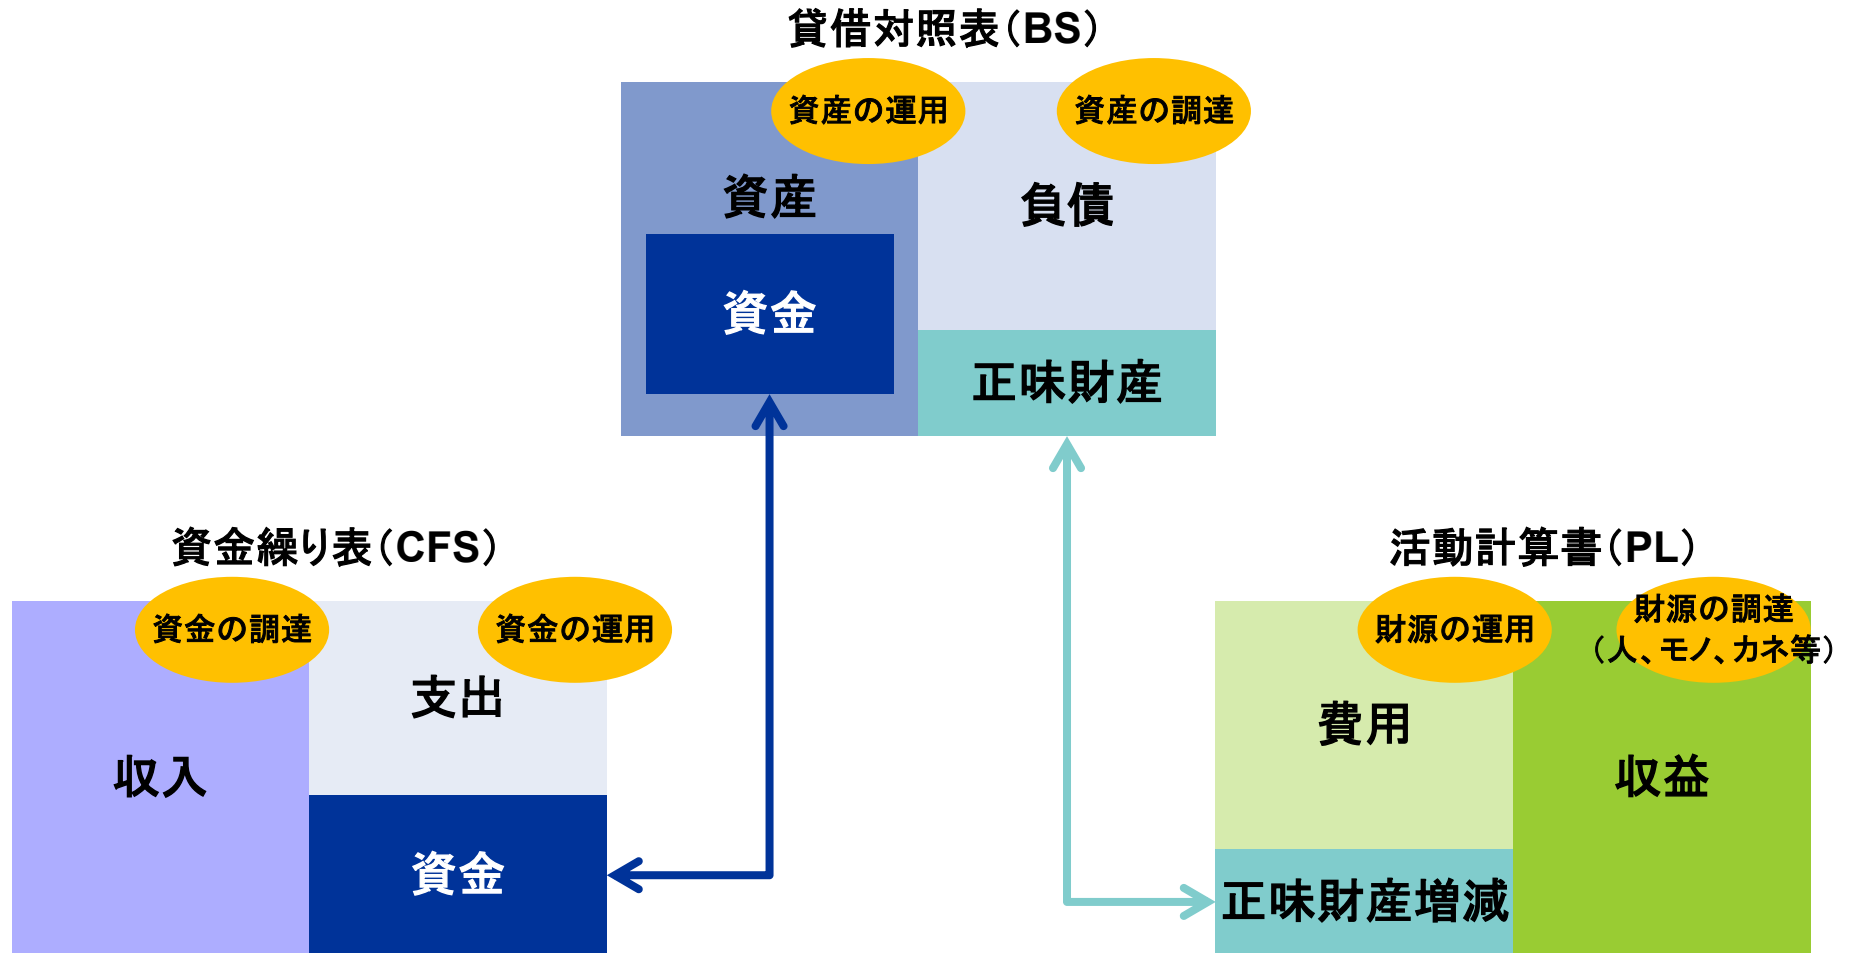 貸借対照表（BS）
資産の運用
資産の調達
資産
負債
資金
正味財産
資金繰り表（CFS）
活動計算書（PL）
資金の調達
資金の運用
財源の運用
財源の調達
（人、モノ、カネ等）
支出
費用
収入
収益
資金
正味財産増減